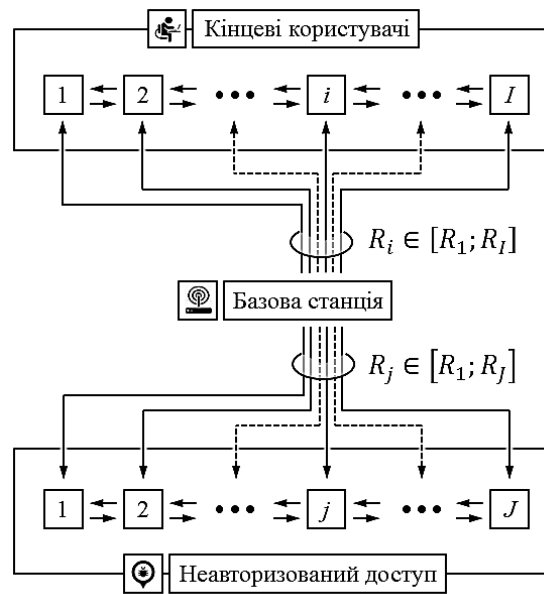 Кінцеві користувачі
1 2 ••• i ••• I
R_i ∈ [R_1; R_I]
Базова станція
R_j ∈ [R_1; R_J]
1 2 ••• j ••• J
Неавторизований доступ